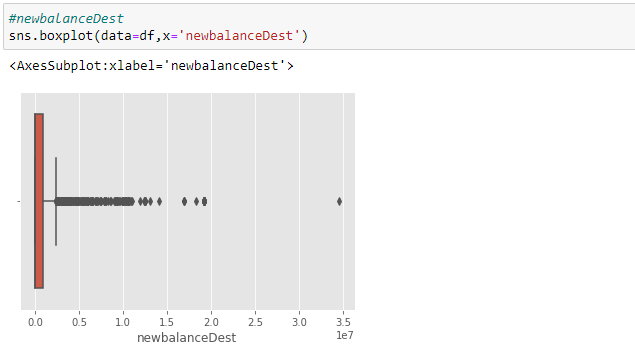 #newbalanceDest
sns.boxplot(data=df,x='newbalanceDest')
<AxesSubplot:xlabel='newbalanceDest'>
0.0 0.5 1.0 1.5 2.0 2.5 3.0 3.5
1e7
newbalanceDest